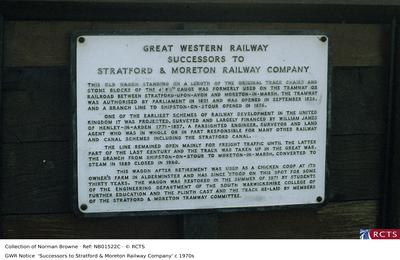 GREAT WESTERN RAILWAY
SUCCESSORS TO
STRATFORD & MORETON RAILWAY COMPANY
THIS OLD WAGON STANDING ON A LENGTH OF THE ORIGINAL TRACK CHAIRS AND
STONE BLOCKS OF THE 4' 8½" GAUGE WAS FORMERLY USED ON THE TRAMWAY OR
RAILROAD BETWEEN STRATFORD-UPON-AVON AND MORETON-IN-MARSH. THE TRAMWAY
WAS AUTHORISED BY PARLIAMENT IN 1821 AND WAS OPENED IN SEPTEMBER 1826,
AND A BRANCH LINE TO SHIPSTON-ON-STOUR OPENED IN 1836.
ONE OF THE EARLIEST SCHEMES OF RAILWAY DEVELOPMENT IN THE UNITED
KINGDOM IT WAS PROJECTED, SURVEYED AND LARGELY FINANCED BY WILLIAM JAMES
OF HENLEY-IN-ARDEN 1771-1837, A FARSIGHTED ENGINEER SURVEYOR AND LAND
AGENT WHO WAS IN WHOLE OR IN PART RESPONSIBLE FOR MANY OTHER RAILWAY
AND CANAL SCHEMES INCLUDING THE STRATFORD CANAL.
THE LINE REMAINED OPEN MAINLY FOR FREIGHT TRAFFIC UNTIL THE LATTER
PART OF THE LAST CENTURY AND THE TRACK WAS TAKEN UP IN THE GREAT WAR.
THE BRANCH FROM SHIPSTON-ON-STOUR TO MORETON-IN-MARSH, CONVERTED TO
STEAM IN 1889 CLOSED IN 1960.
THIS WAGON AFTER RETIREMENT WAS USED AS A CHICKEN COOP AT ITS
OWNER'S FARM IN ALDERMINSTER AND HAS SINCE STOOD ON THIS SPOT FOR SOME
THIRTY YEARS. THE WAGON WAS RESTORED IN THE SUMMER OF 1971 BY STUDENTS
OF THE ENGINEERING DEPARTMENT OF THE SOUTH WARWICKSHIRE COLLEGE OF
FURTHER EDUCATION AND THE PLINTH CAST AND THE TRACK RE-LAID BY MEMBERS
OF THE STRATFORD & MORETON TRAMWAY COMMITTEE.
Collection of Norman Browne · Ref: NB01522C · © RCTS
GWR Notice 'Successors to Stratford & Moreton Railway Company' c.1970s
RCTS